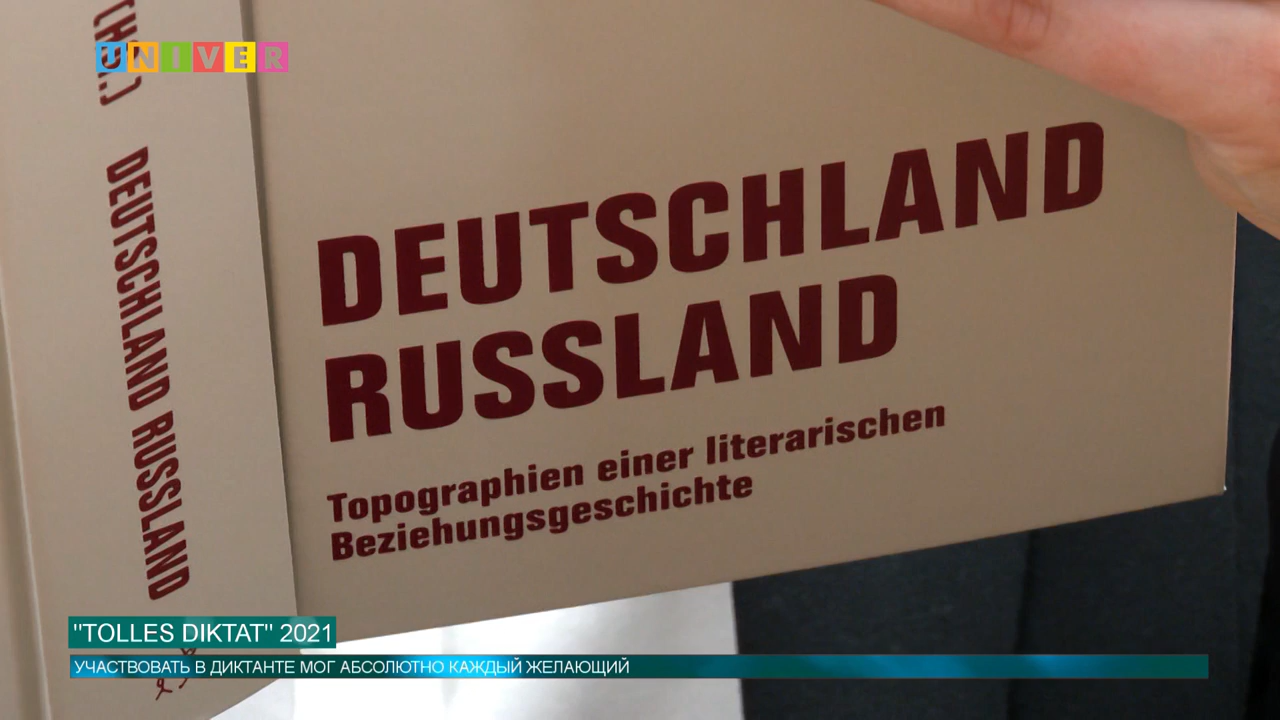 UNIVER
DEUTSCHLAND RUSSLAND
DEUTSCHLAND
RUSSLAND
Topographien einer literarischen
Beziehungsgeschichte
"TOLLES DIKTAT" 2021
УЧАСТВОВАТЬ В ДИКТАНТЕ МОГ АБСОЛЮТНО КАЖДЫЙ ЖЕЛАЮЩИЙ